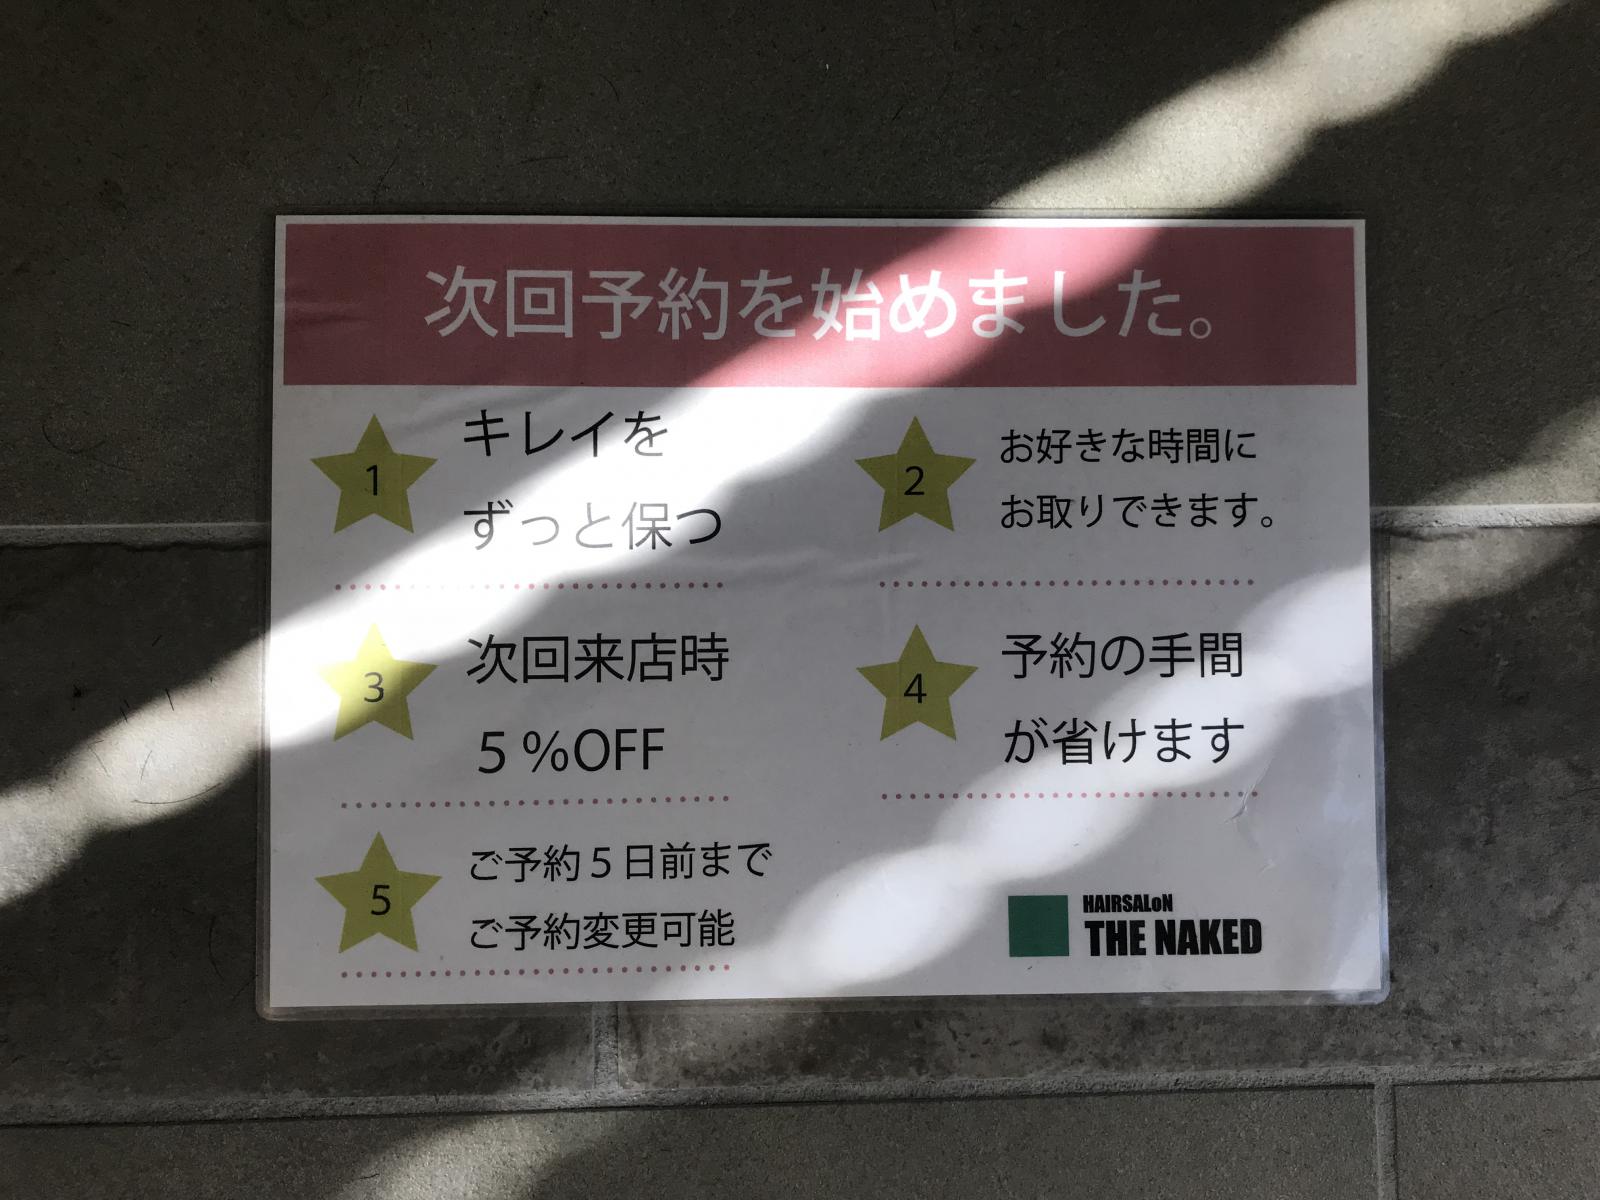 次回予約を始めました。
1
キレイを
ずっと保つ
2
お好きな時間に
お取りできます。
3
次回来店時
5%OFF
4
予約の手間
が省けます
5
ご予約5日前まで
ご予約変更可能
HAIRSALoN
THE NAKED